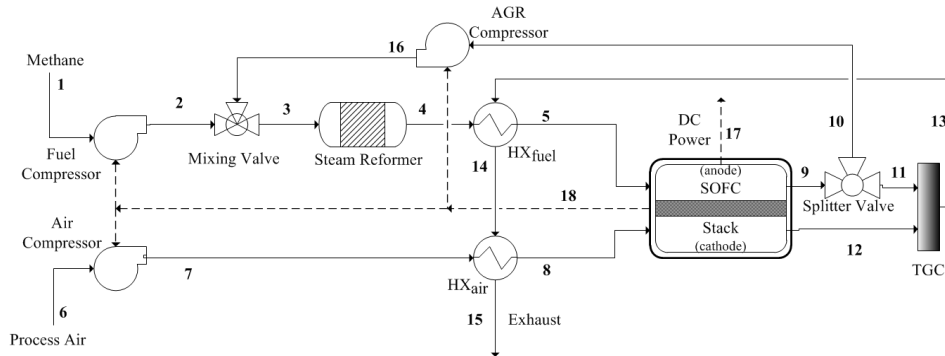 AGR
Compressor
16
Methane
1
2
3
4
5
DC
Power
17
10
13
Fuel
Compressor
Mixing Valve
Steam Reformer
14
HXfuel
(anode)
SOFC
9
11
Splitter Valve
18
Air
Compressor
Stack
(cathode)
12
7
8
TGC
6
HXair
15
Exhaust
Process Air